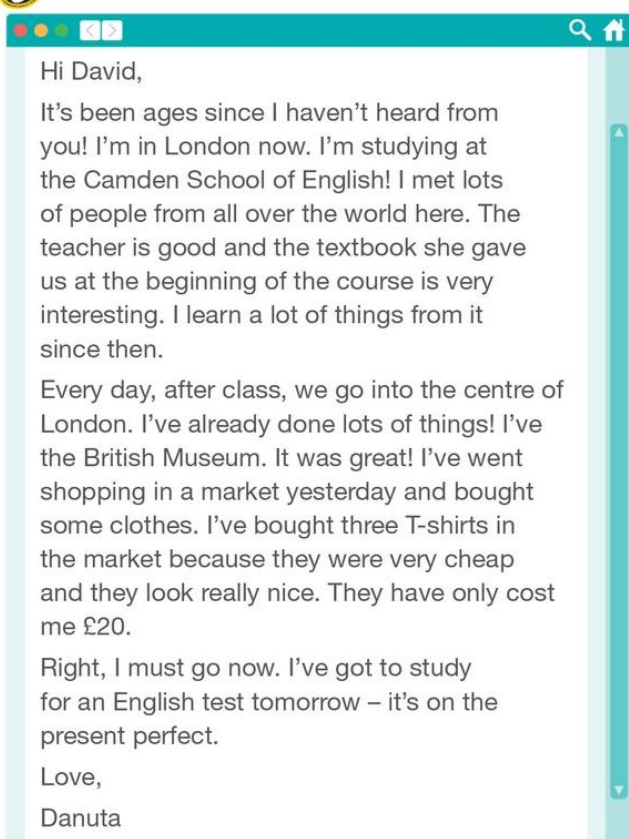 Hi David,
It’s been ages since I haven’t heard from
you! I’m in London now. I’m studying at
the Camden School of English! I met lots
of people from all over the world here. The
teacher is good and the textbook she gave
us at the beginning of the course is very
interesting. I learn a lot of things from it
since then.
Every day, after class, we go into the centre of
London. I’ve already done lots of things! I’ve
the British Museum. It was great! I’ve went
shopping in a market yesterday and bought
some clothes. I’ve bought three T-shirts in
the market because they were very cheap
and they look really nice. They have only cost
me £20.
Right, I must go now. I’ve got to study
for an English test tomorrow – it’s on the
present perfect.
Love,
Danuta